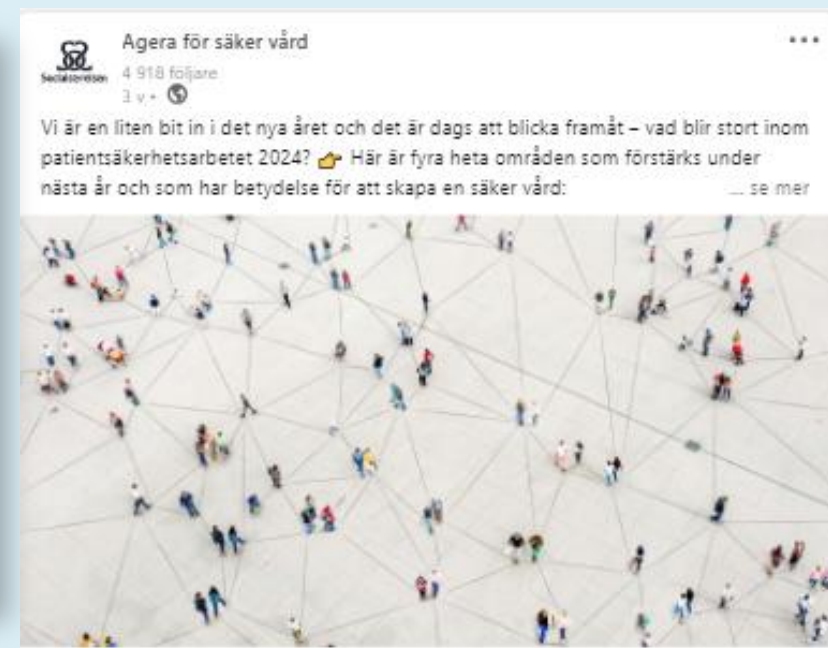 Agera för säker vård
Socialstyrelsen
4 918 följare
3 v •
Vi är en liten bit in i det nya året och det är dags att blicka framåt – vad blir stort inom
patientsäkerhetsarbetet 2024? 👉 Här är fyra heta områden som förstärks under
nästa år och som har betydelse för att skapa en säker vård:
... se mer